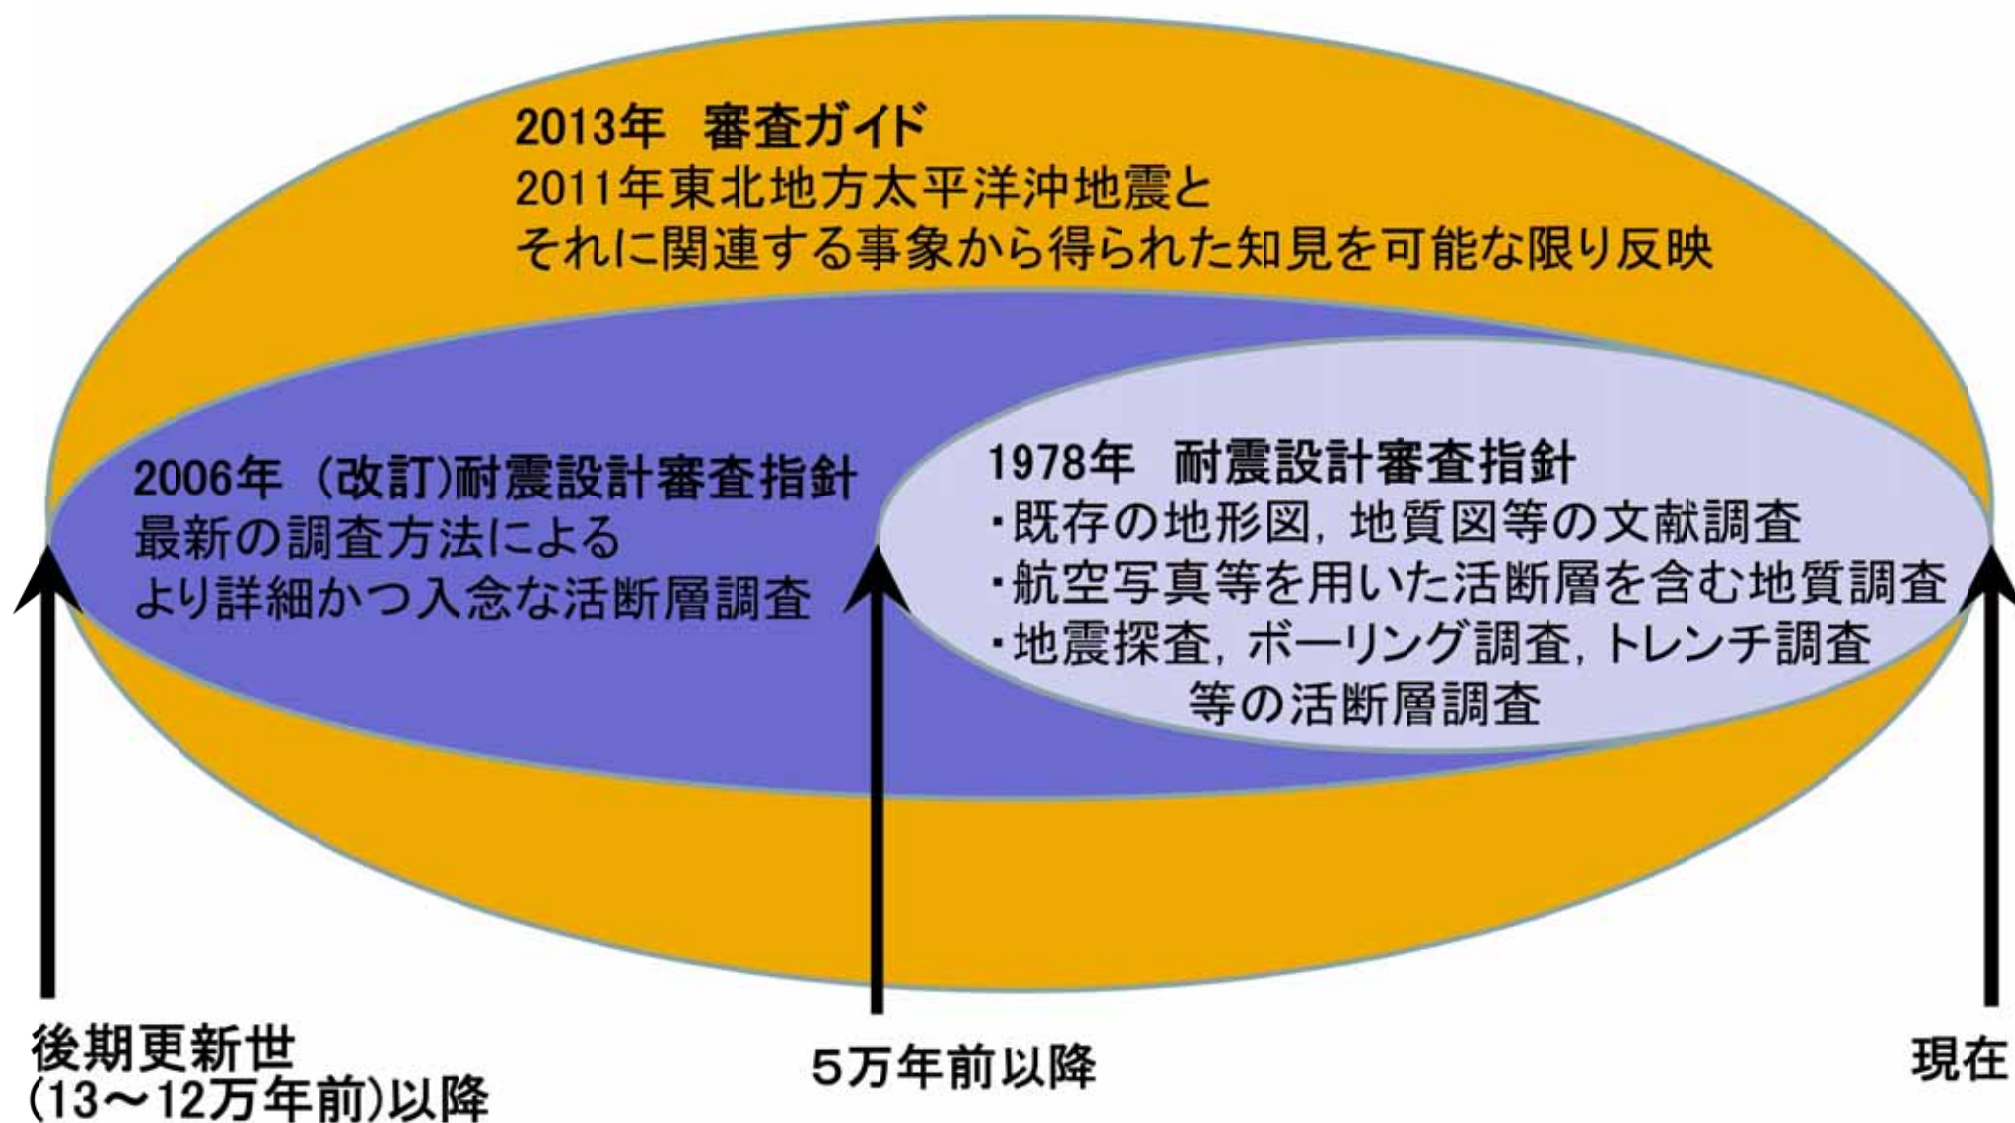 2013年 審査ガイド
2011年東北地方太平洋沖地震と
それに関連する事象から得られた知見を可能な限り反映
2006年 (改訂)耐震設計審査指針
最新の調査方法による
より詳細かつ入念な活断層調査
1978年 耐震設計審査指針
・既存の地形図，地質図等の文献調査
・航空写真等を用いた活断層を含む地質調査
・地震探査，ボーリング調査，トレンチ調査
等の活断層調査
後期更新世
(13～12万年前)以降
５万年前以降
現在